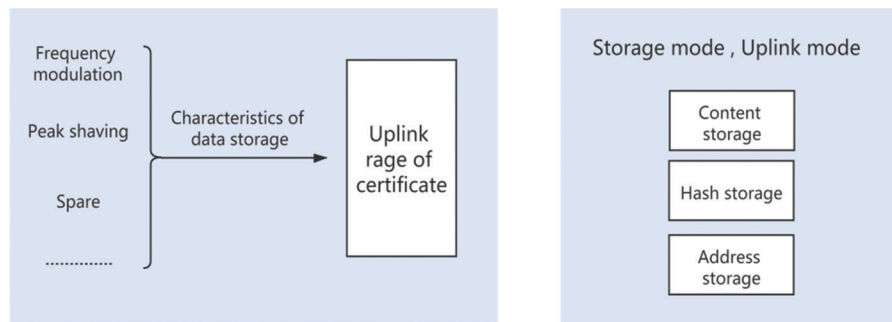 Frequency
modulation
Peak shaving
Spare
..............
Characteristics of
data storage
Uplink
rage of
certificate
Storage mode , Uplink mode
Content
storage
Hash storage
Address
storage